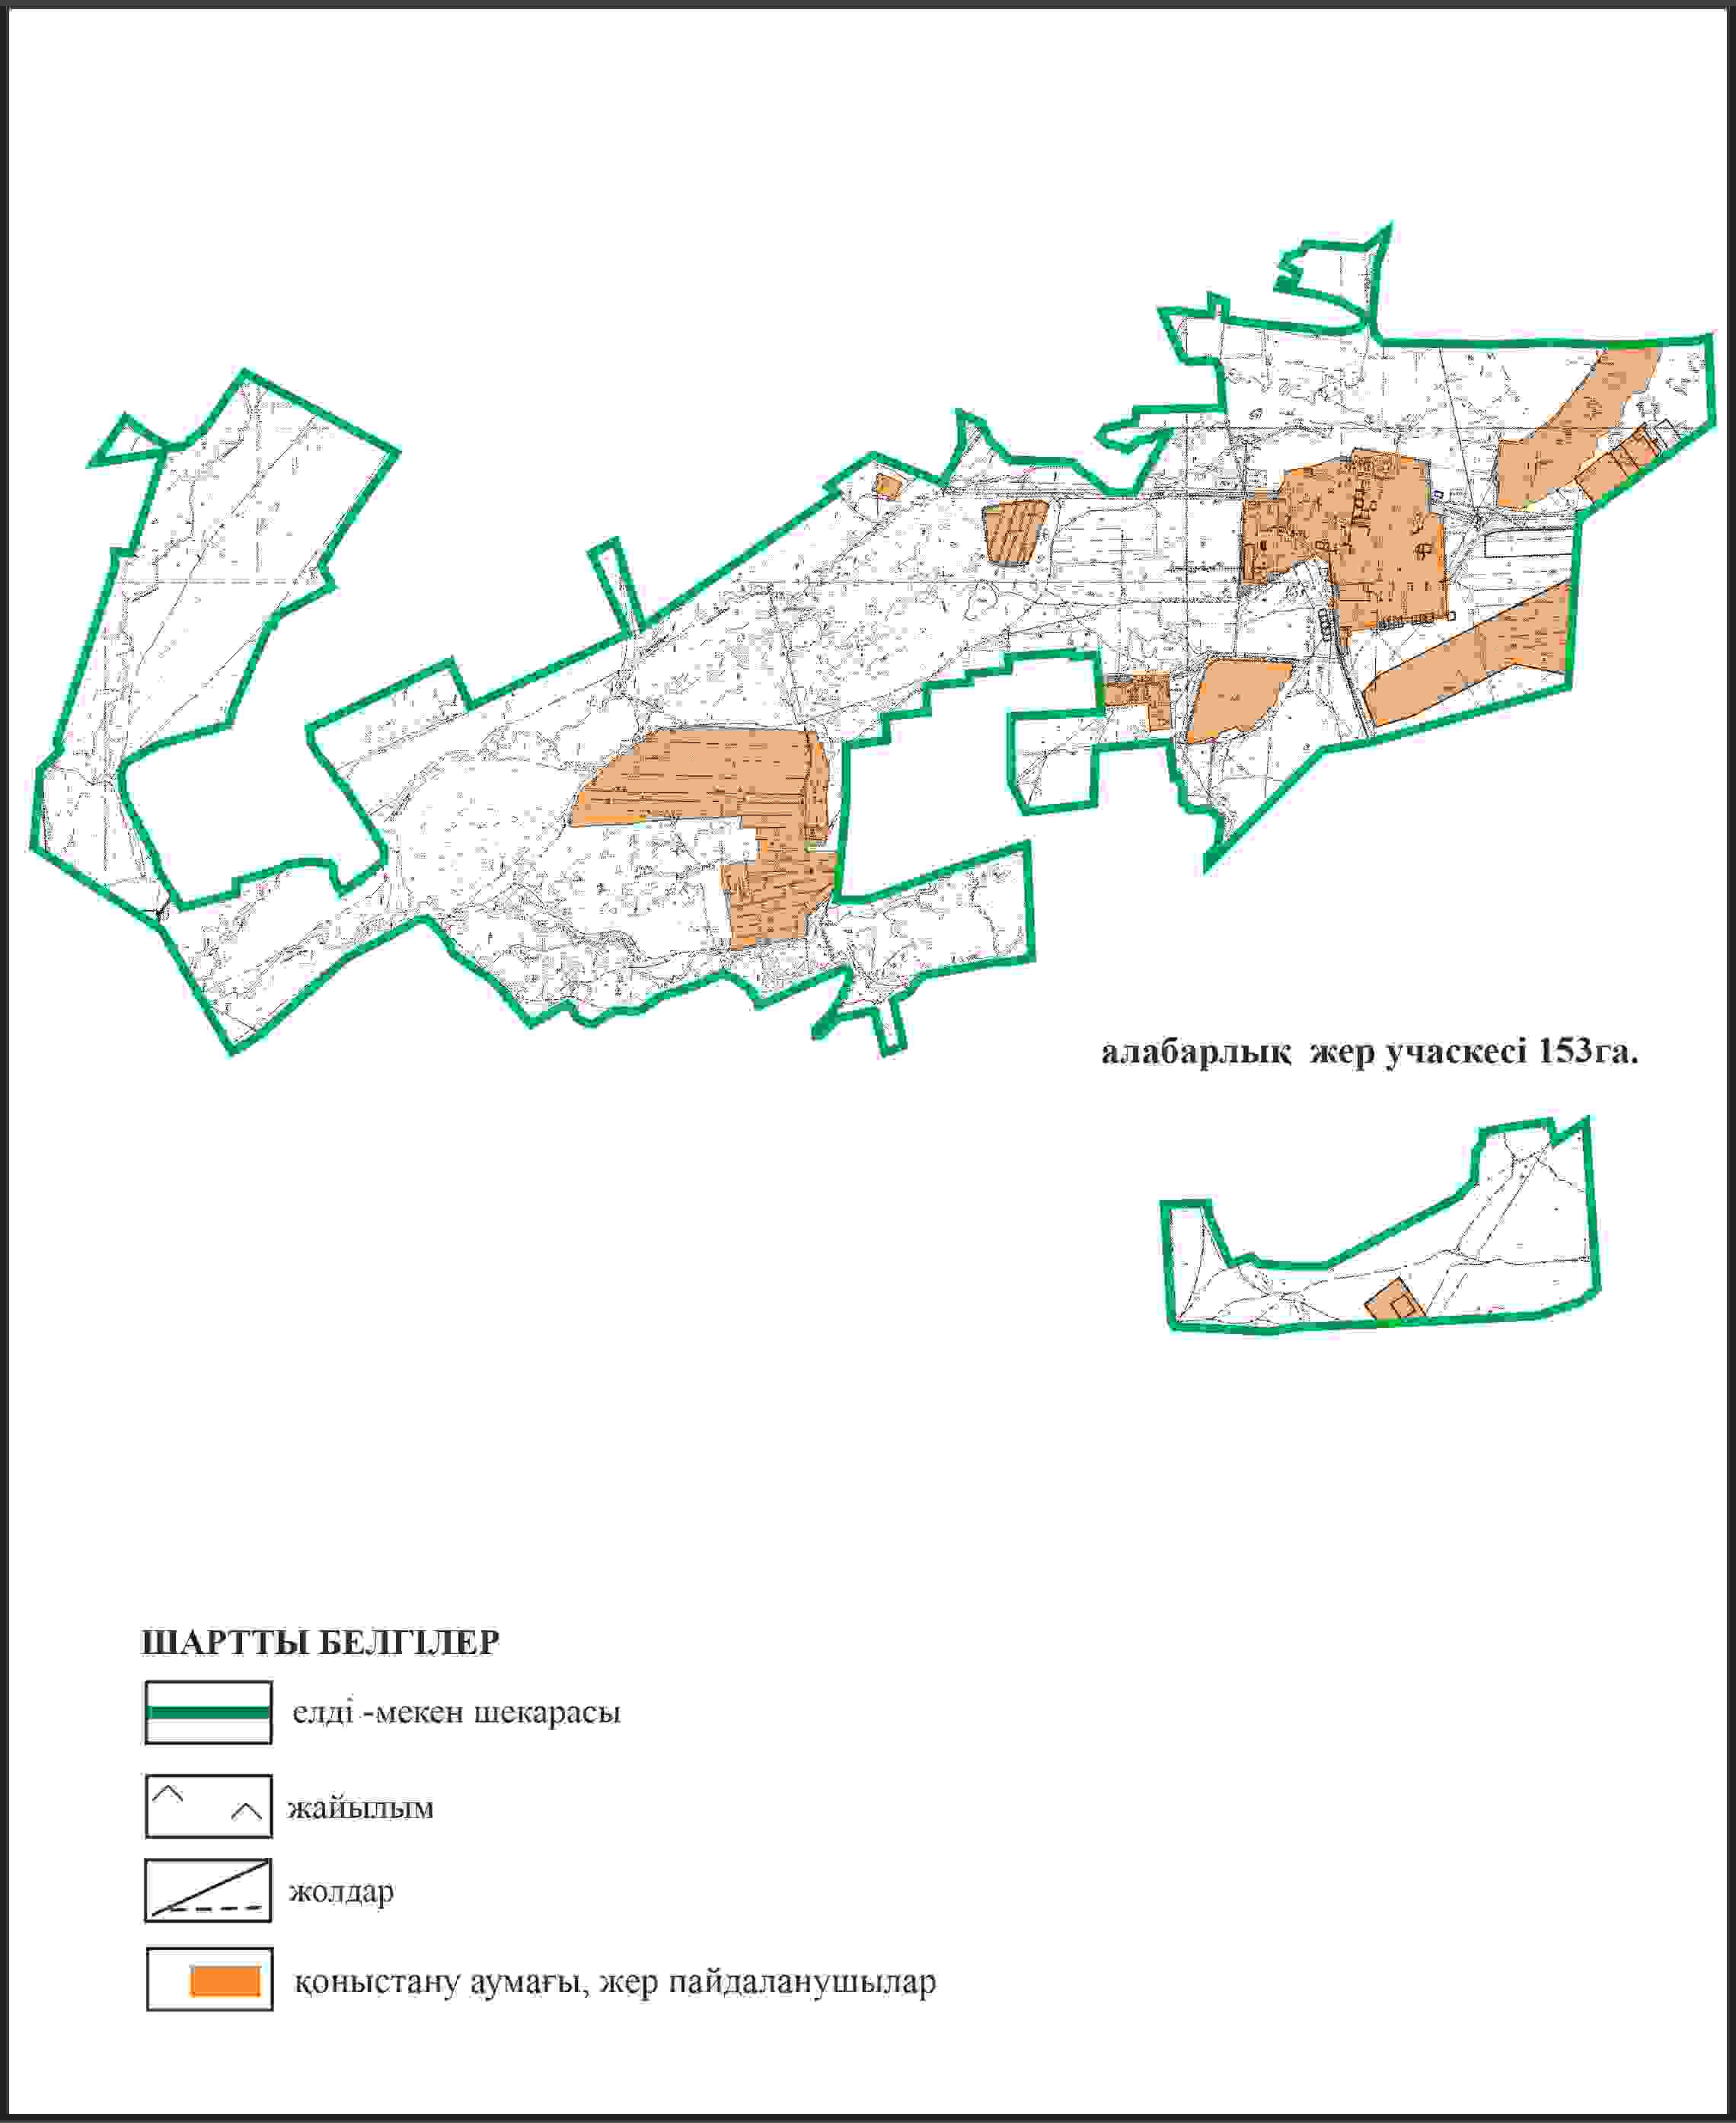 алабарлық жер учаскесі 153га.
ШАРТТЫ БЕЛГІЛЕР
елді -мекен шекарасы
жайылым
жолдар
қоныстану аумағы, жер пайдаланушылар